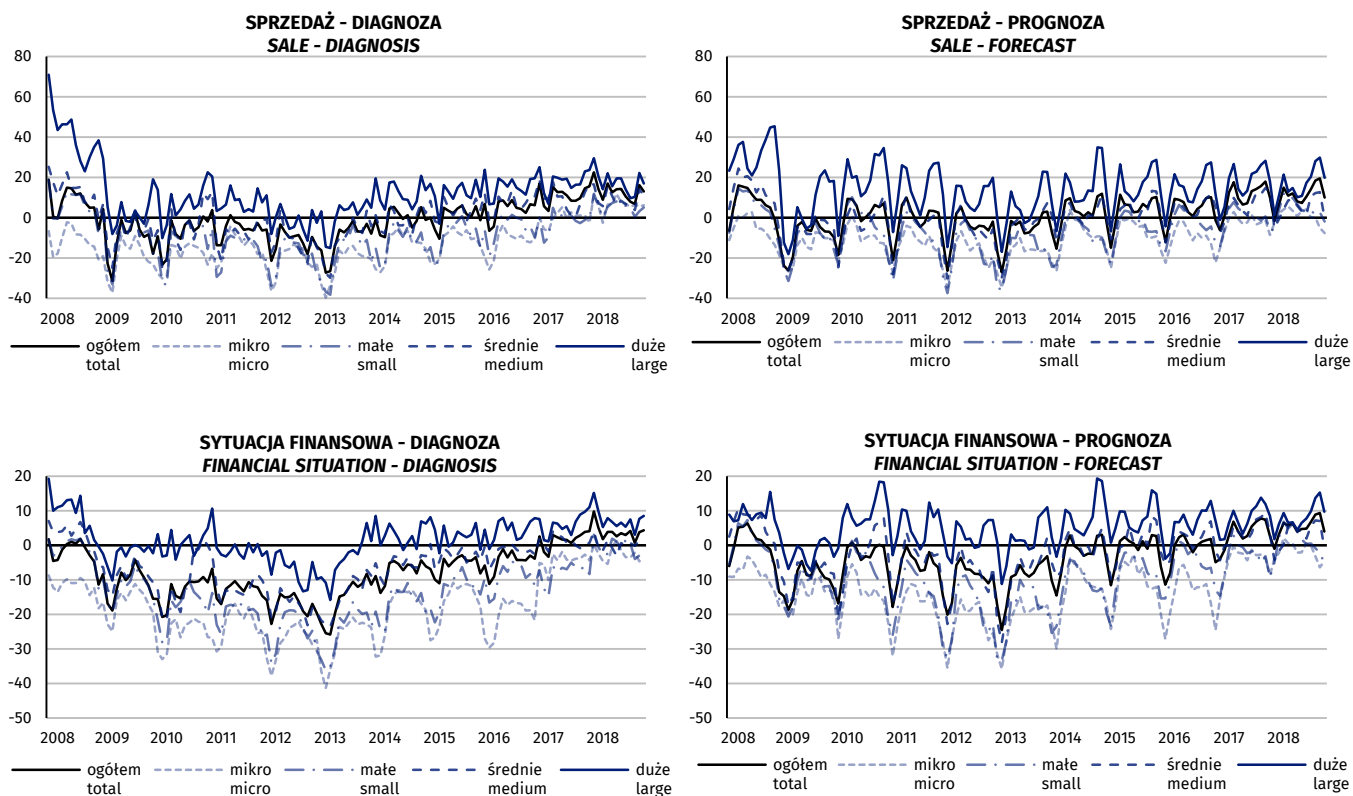 SPRZEDAŻ - DIAGNOZA
SALE - DIAGNOSIS
80
60
40
20
0
-20
-40
2008 2009 2010 2011 2012 2013 2014 2015 2016 2017 2018
ogółem mikro małe średnie duże
total micro small medium large
SPRZEDAŻ - PROGNOZA
SALE - FORECAST
80
60
40
20
0
-20
-40
2008 2009 2010 2011 2012 2013 2014 2015 2016 2017 2018
ogółem mikro małe średnie duże
total micro small medium large
SYTUACJA FINANSOWA - DIAGNOZA
FINANCIAL SITUATION - DIAGNOSIS
20
10
0
-10
-20
-30
-40
-50
2008 2009 2010 2011 2012 2013 2014 2015 2016 2017 2018
ogółem mikro małe średnie duże
total micro small medium large
SYTUACJA FINANSOWA - PROGNOZA
FINANCIAL SITUATION - FORECAST
20
10
0
-10
-20
-30
-40
-50
2008 2009 2010 2011 2012 2013 2014 2015 2016 2017 2018
ogółem mikro małe średnie duże
total micro small medium large